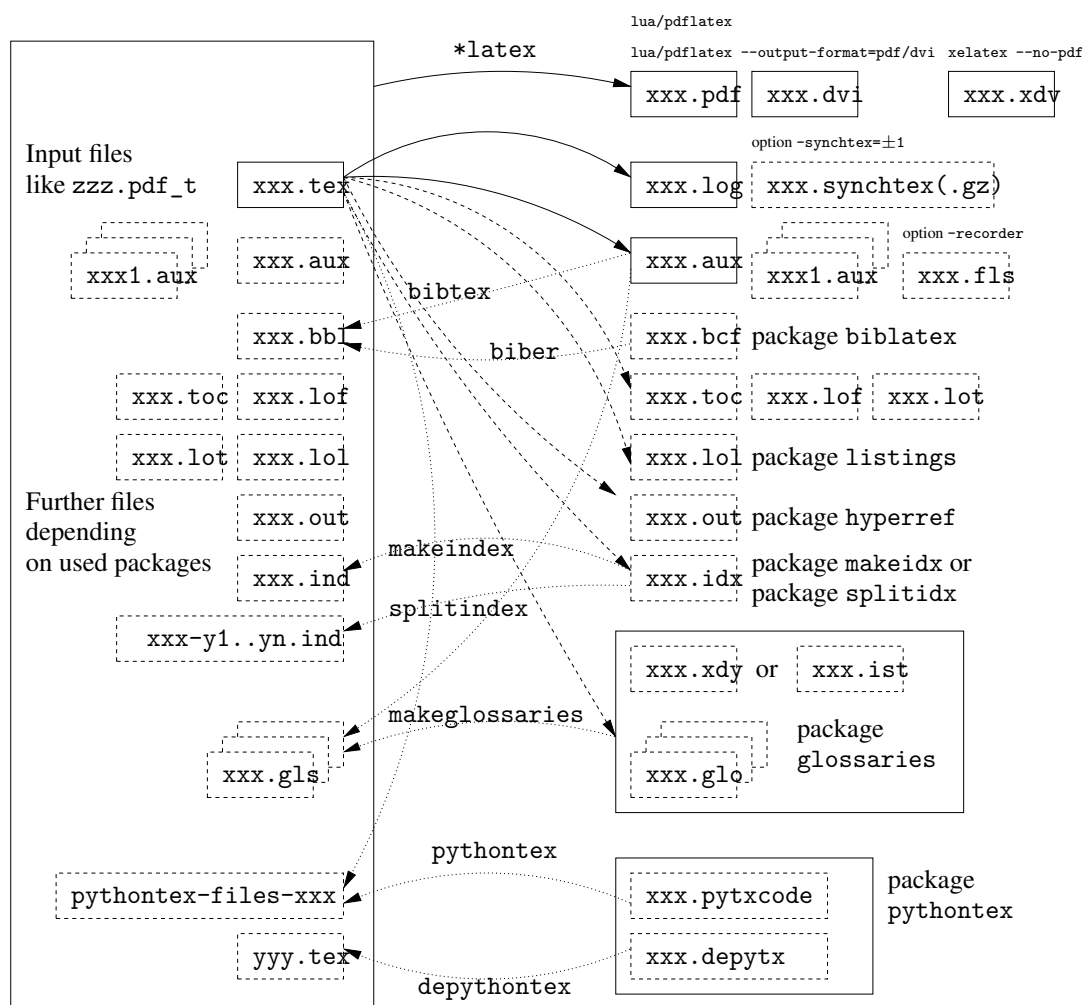 lua/pdflatex
*latex
lua/pdflatex --output-format=pdf/dvi xelatex --no-pdf
xxx.pdf xxx.dvi xxx.xdv
option -synchtex=±1
Input files
like zzz.pdf_t
xxx.tex
xxx.log xxx.synchtex(.gz)
option -recorder
xxx1.aux xxx.aux
xxx.aux xxx1.aux xxx.fls
bibtex
xxx.bbl
xxx.bcf package biblatex
biber
xxx.toc xxx.lof
xxx.toc xxx.lof xxx.lot
xxx.lot xxx.lol
xxx.lol package listings
Further files
depending
on used packages
xxx.out
xxx.out package hyperref
makeindex
xxx.ind
xxx.idx package makeidx or
package splitidx
splitindex
xxx-y1..yn.ind
xxx.xdy or xxx.ist
makeglossaries
package
glossaries
xxx.gls
xxx.glo
pythontex
pythontex-files-xxx
xxx.pytxcode
package
pythontex
yyy.tex
xxx.depytx
depythontex